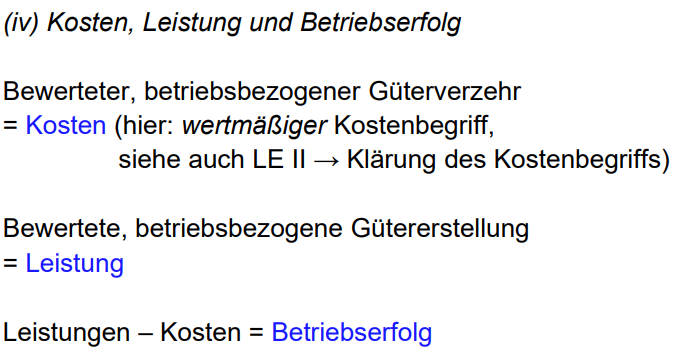 (iv) Kosten, Leistung und Betriebserfolg
Bewerteter, betriebsbezogener Güterverzehr
= Kosten (hier: wertmäßiger Kostenbegriff,
siehe auch LE II → Klärung des Kostenbegriffs)
Bewertete, betriebsbezogene Gütererstellung
= Leistung
Leistungen – Kosten = Betriebserfolg